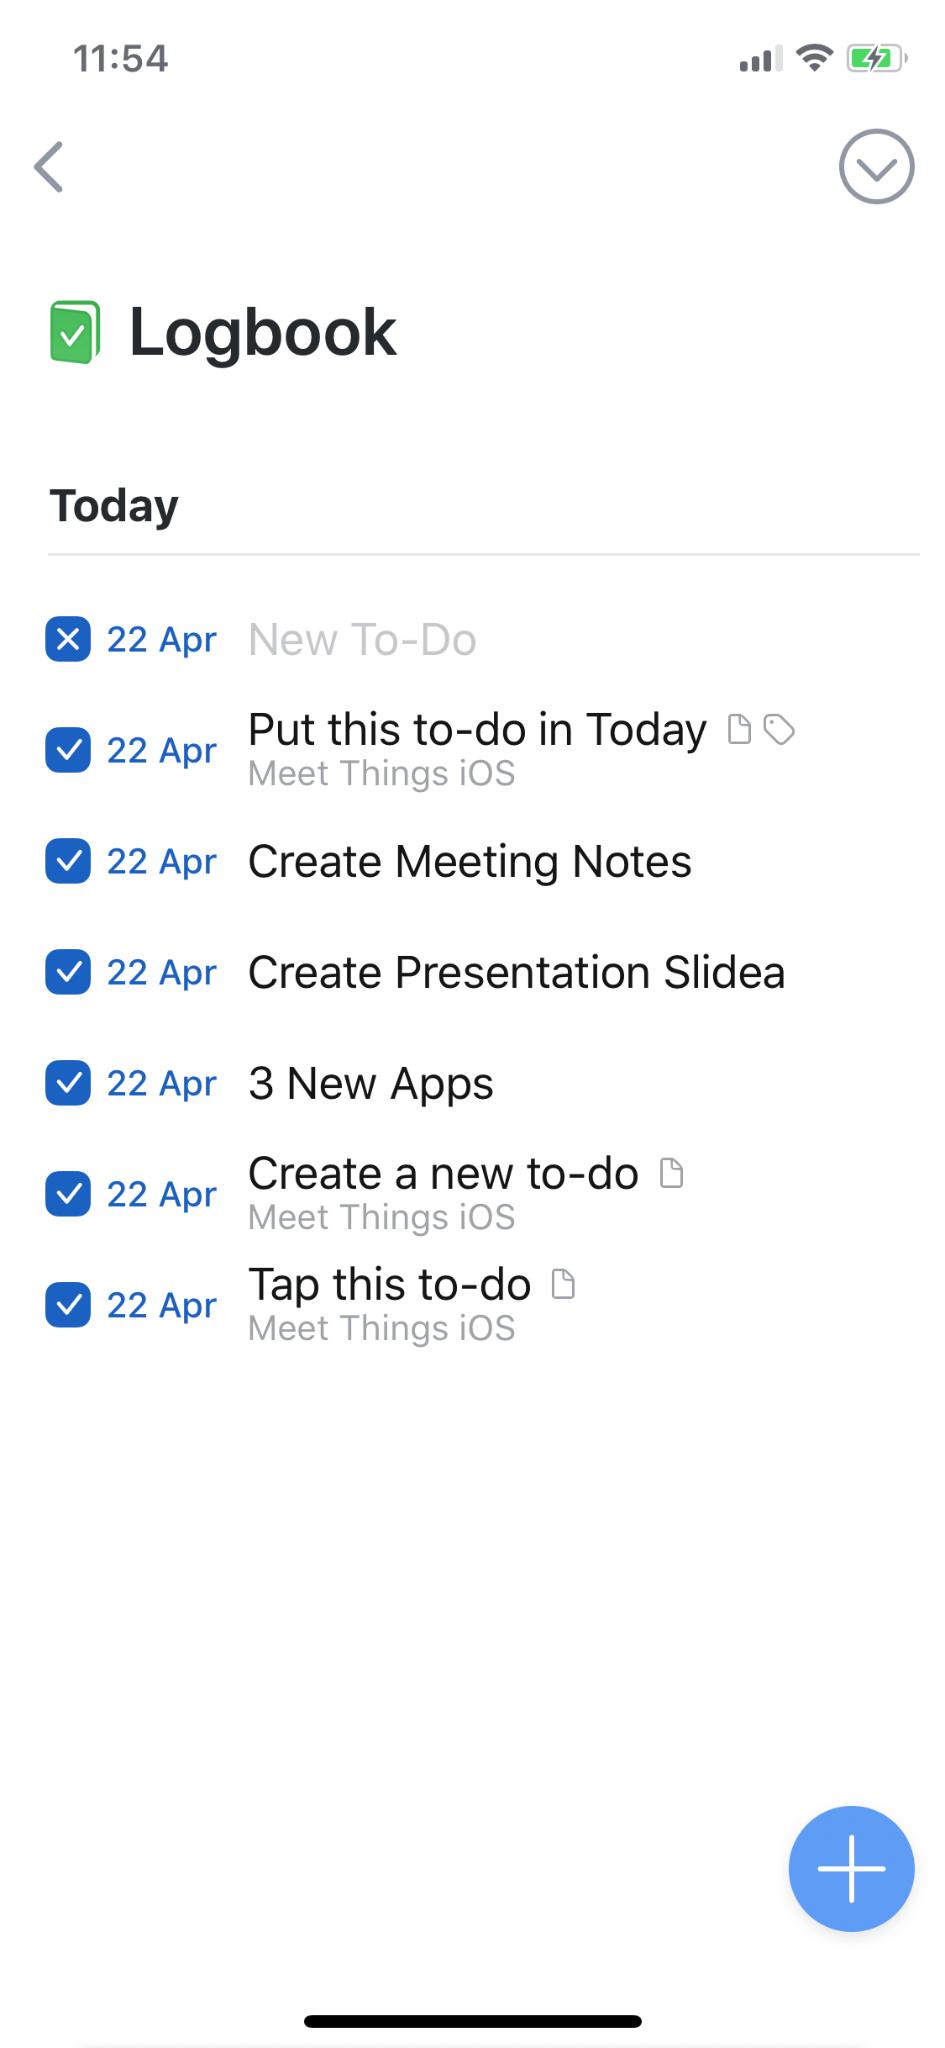 11:54
Logbook
Today
22 Apr New To-Do
22 Apr Put this to-do in Today
Meet Things iOS
22 Apr Create Meeting Notes
22 Apr Create Presentation Slidea
22 Apr 3 New Apps
22 Apr Create a new to-do
Meet Things iOS
22 Apr Tap this to-do
Meet Things iOS